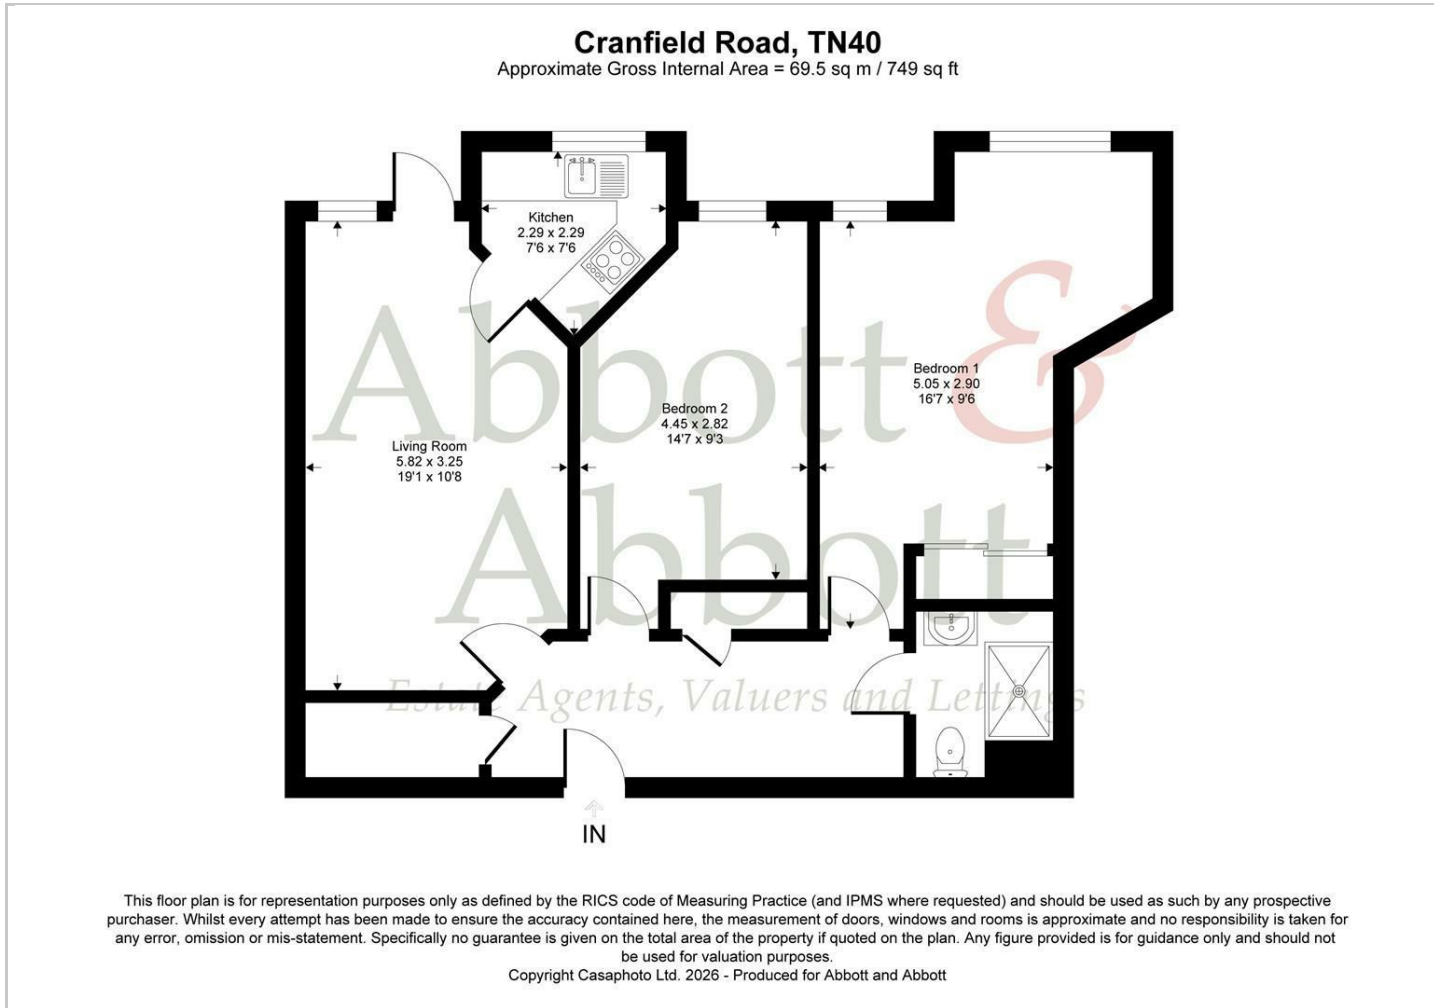 Cranfield Road, TN40
Approximate Gross Internal Area = 69.5 sq m / 749 sq ft
Kitchen
2.29 x 2.29
7'6 x 7'6
Bedroom 1
5.05 x 2.90
16'7 x 9'6
Bedroom 2
4.45 x 2.82
14'7 x 9'3
Living Room
5.82 x 3.25
19'1 x 10'8
Abbott &
Abbott
Estate Agents, Valuers and Lettings
IN
This floor plan is for representation purposes only as defined by the RICS code of Measuring Practice (and IPMS where requested) and should be used as such by any prospective
purchaser. Whilst every attempt has been made to ensure the accuracy contained here, the measurement of doors, windows and rooms is approximate and no responsibility is taken for
any error, omission or mis-statement. Specifically no guarantee is given on the total area of the property if quoted on the plan. Any figure provided is for guidance only and should not
be used for valuation purposes.
Copyright Casaphoto Ltd. 2026 - Produced for Abbott and Abbott